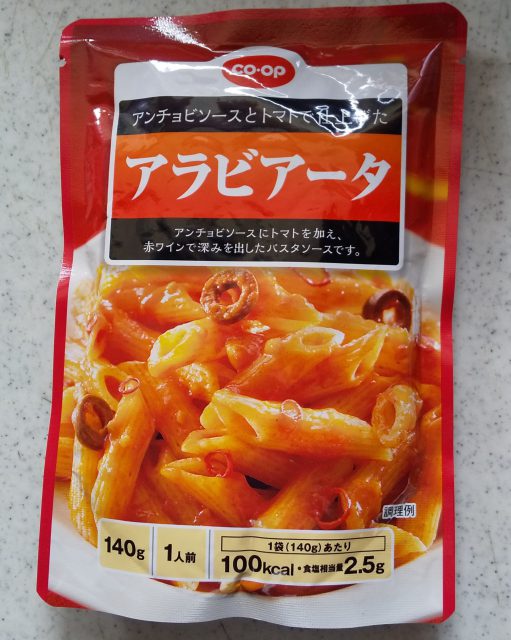 co·op
アンチョビソースとトマトで仕上げた
アラビアータ
アンチョビソースにトマトを加え、
赤ワインで深みを出したパスタソースです。
調理例
140g
1人前
1袋(140g)あたり
100kcal・食塩相当量2.5g